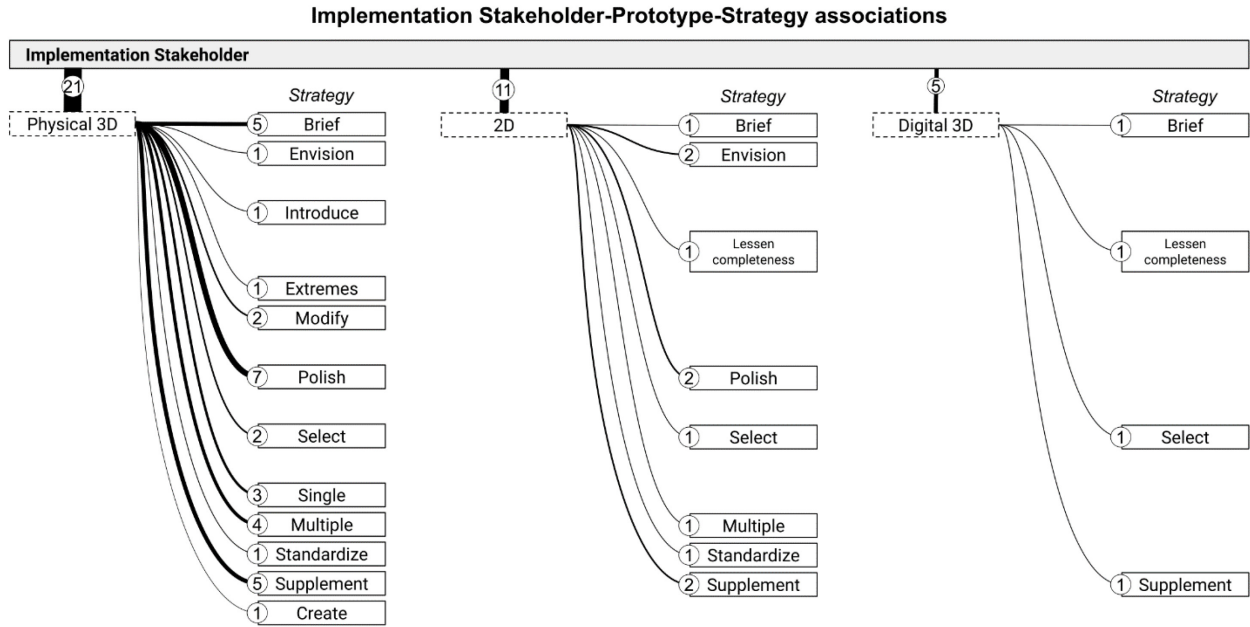 Implementation Stakeholder-Prototype-Strategy associations
Implementation Stakeholder
21
Physical 3D
Strategy
5 Brief
1 Envision
1 Introduce
1 Extremes
2 Modify
7 Polish
2 Select
3 Single
4 Multiple
1 Standardize
5 Supplement
1 Create
11
2D
Strategy
1 Brief
2 Envision
1 Lessen
completeness
2 Polish
1 Select
1 Multiple
1 Standardize
2 Supplement
5
Digital 3D
Strategy
1 Brief
1 Lessen
completeness
1 Select
1 Supplement